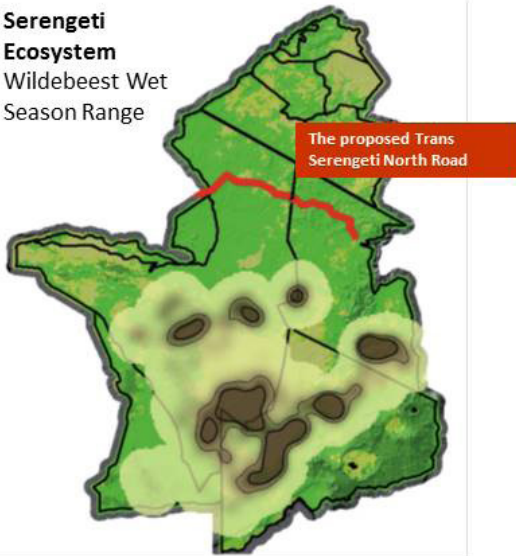 Serengeti
Ecosystem
Wildebeest Wet
Season Range
The proposed Trans
Serengeti North Road